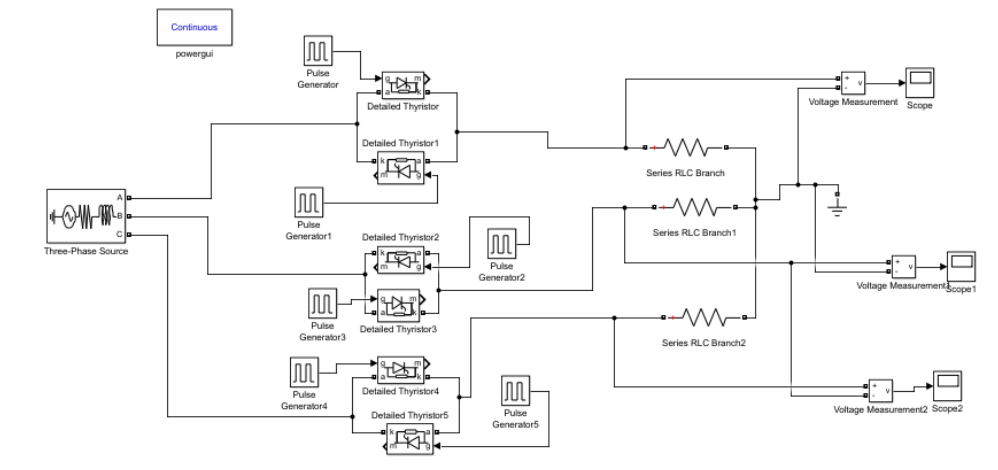 Continuous
powergui
Pulse
Generator
g
m
a
k
Detailed Thyristor
Detailed Thyristor1
k
a
m
g
Pulse
Generator1
A
B
C
Three-Phase Source
Detailed Thyristor2
k
a
m
g
Pulse
Generator2
Pulse
Generator3
g
m
a
k
Detailed Thyristor3
Pulse
Generator4
g
m
a
k
Detailed Thyristor4
Detailed Thyristor5
k
a
m
g
Pulse
Generator5
+
Series RLC Branch
+
Series RLC Branch1
+
Series RLC Branch2
+
-
v
Voltage Measurement
Scope
+
-
v
Voltage Measurement
Scope1
+
-
v
Voltage Measurement2
Scope2